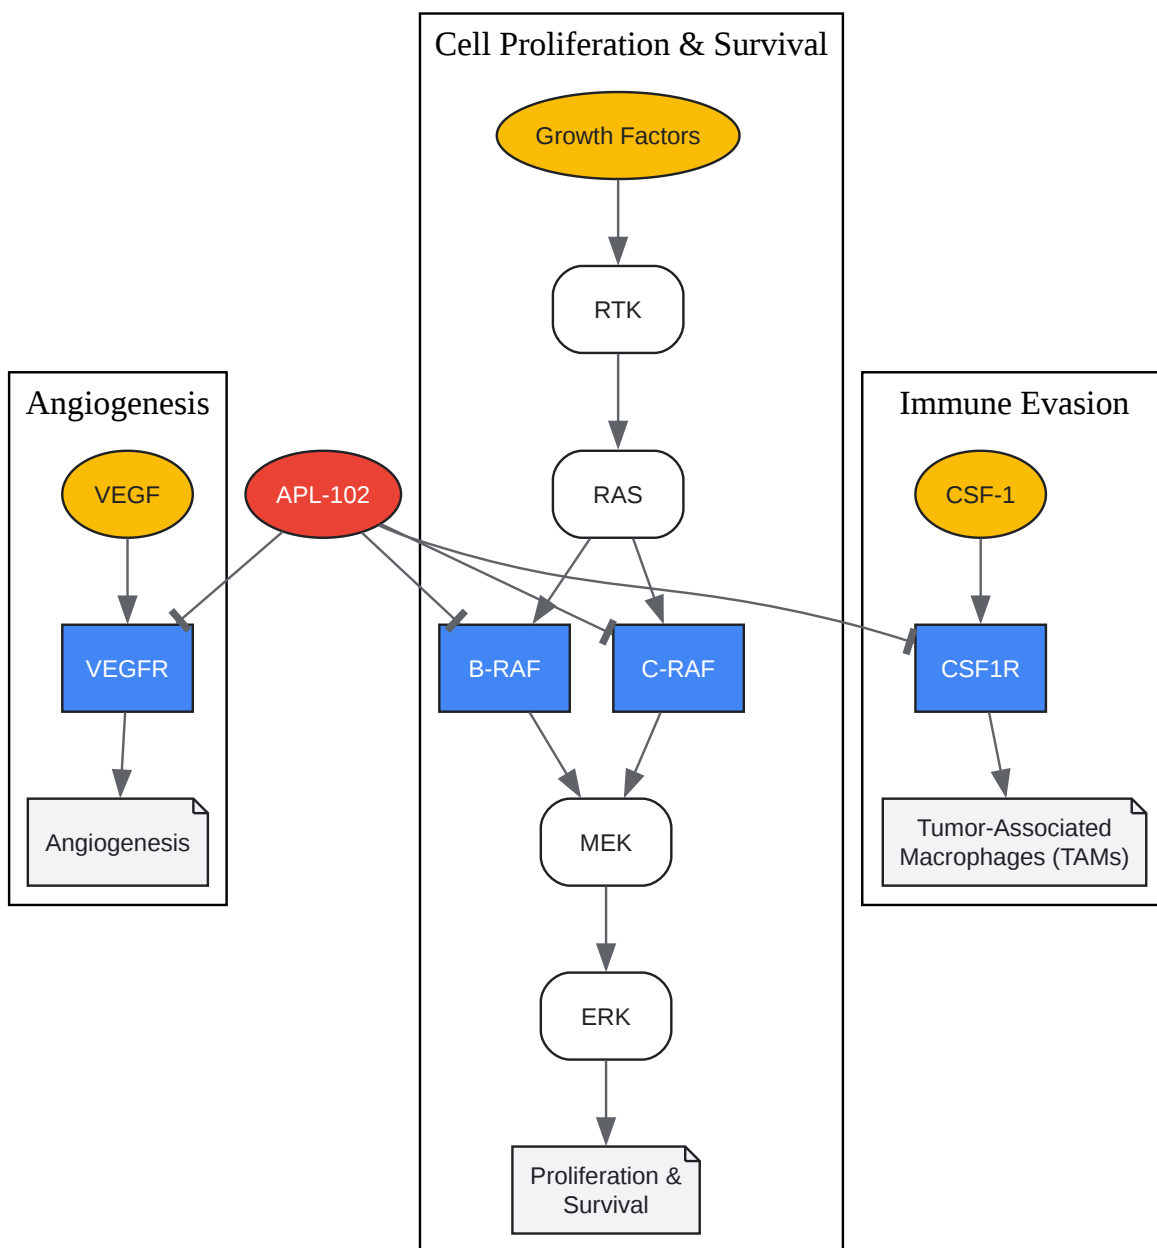 Cell Proliferation & Survival
Growth Factors
RTK
Angiogenesis
Immune Evasion
VEGF
APL-102
RAS
CSF-1
VEGFR
B-RAF
C-RAF
CSF1R
Angiogenesis
MEK
Tumor-Associated
Macrophages (TAMs)
ERK
Proliferation &
Survival